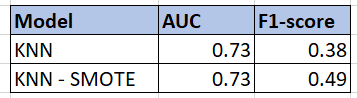 Model AUC F1-score
KNN 0.73 0.38
KNN - SMOTE 0.73 0.49